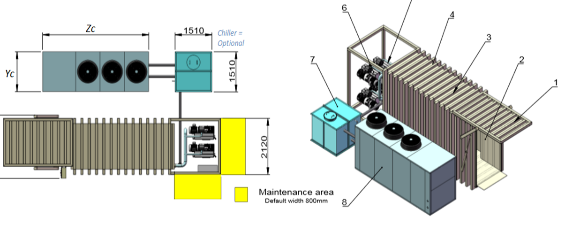 Zc
1510
Chiller =
Optional
Yc
1510
2120
Maintenance area
Default width 800mm
6
4
3
2
1
7
8